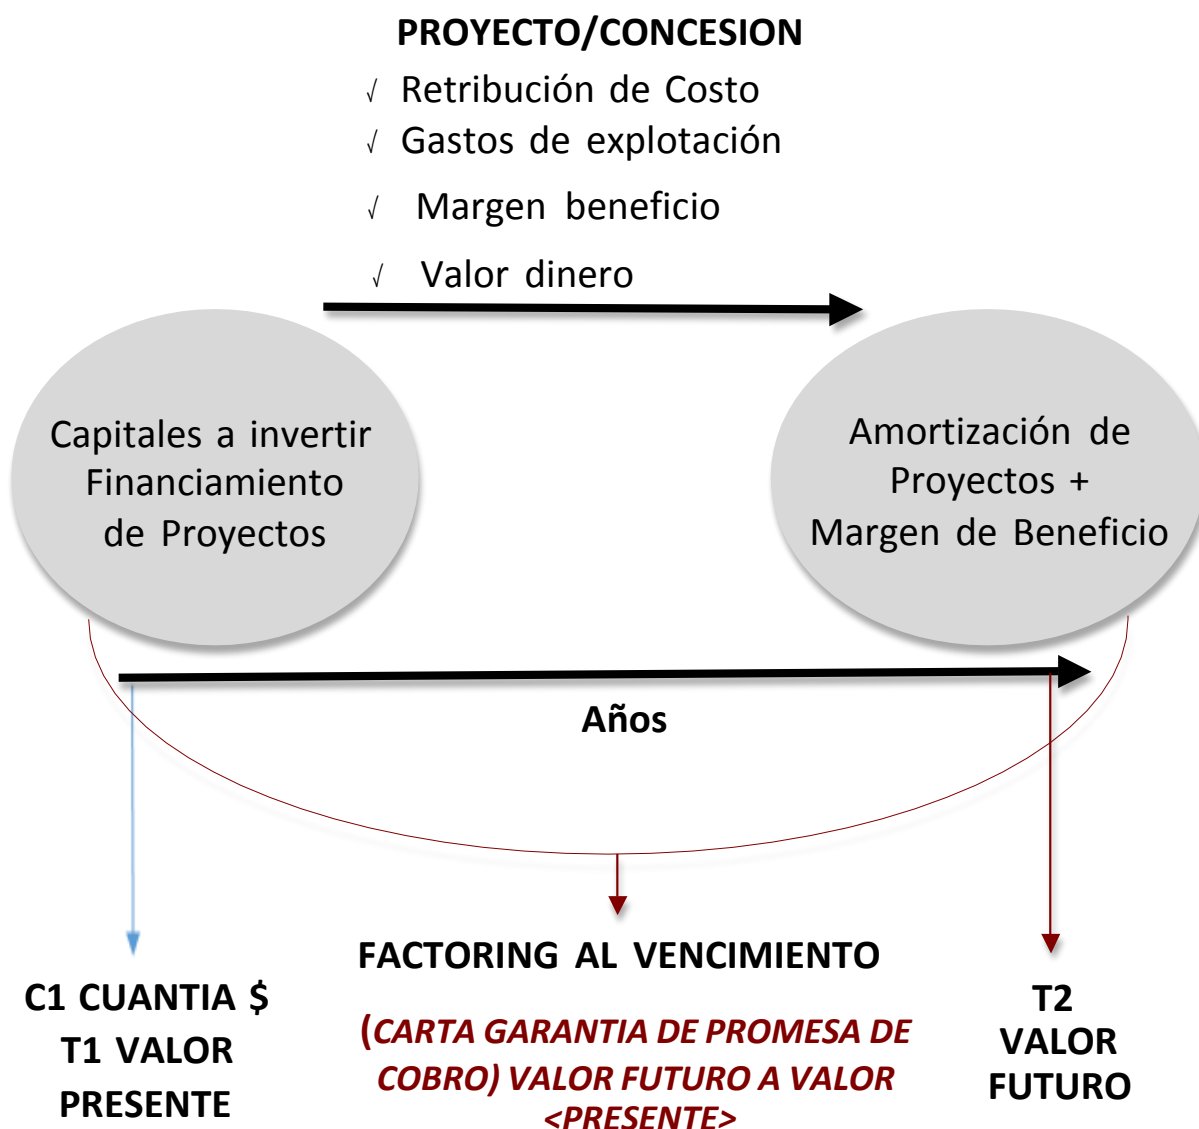 PROYECTO/CONCESION
√ Retribución de Costo
√ Gastos de explotación
√ Margen beneficio
√ Valor dinero
Capitales a invertir
Financiamiento
de Proyectos
Amortización de
Proyectos +
Margen de Beneficio
Años
C1 CUANTIA $
T1 VALOR
PRESENTE
FACTORING AL VENCIMIENTO
(CARTA GARANTIA DE PROMESA DE
COBRO) VALOR FUTURO A VALOR
<PRESENTE>
T2
VALOR
FUTURO